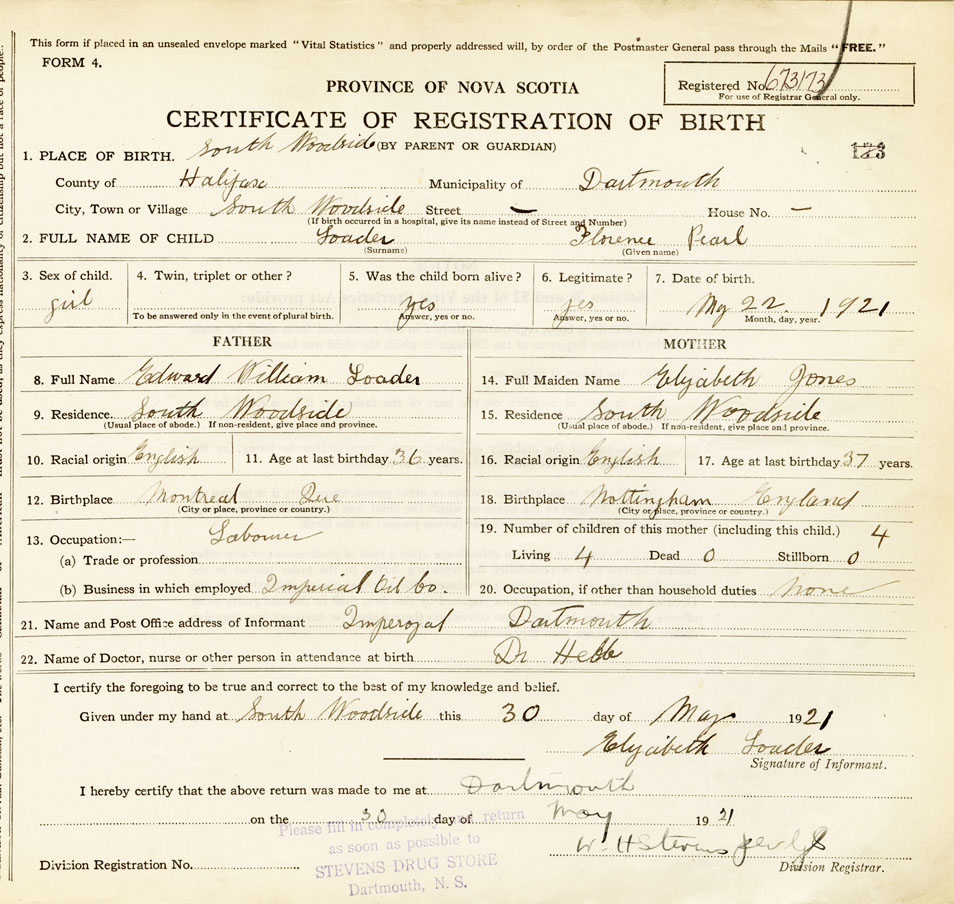 This form if placed in an unsealed envelope marked "Vital Statistics" and properly addressed will, by order of the Postmaster General pass through the Mails "FREE."
FORM 4.
Registered No. 673173
For use of Registrar General only.
PROVINCE OF NOVA SCOTIA
CERTIFICATE OF REGISTRATION OF BIRTH
(BY PARENT OR GUARDIAN)
1. PLACE OF BIRTH. South Woodside
County of Halifax Municipality of Dartmouth
City, Town or Village South Woodside Street — House No. —
(If birth occurred in a hospital, give its name instead of Street and Number)
2. FULL NAME OF CHILD Loader Florence Pearl
(Surname) (Given name)
3. Sex of child. 4. Twin, triplet or other? 5. Was the child born alive? 6. Legitimate? 7. Date of birth.
girl yes yes May 22. 1921
To be answered only in the event of plural birth. Answer, yes or no. Answer, yes or no. Month, day, year.
FATHER MOTHER
8. Full Name Edward William Loader 14. Full Maiden Name Elizabeth Jones
9. Residence. South Woodside 15. Residence South Woodside
(Usual place of abode.) If non-resident, give place and province. (Usual place of abode.) If non-resident, give place and province.
10. Racial origin English 11. Age at last birthday 36 years. 16. Racial origin English 17. Age at last birthday 37 years.
12. Birthplace Montreal Que 18. Birthplace Nottingham England
(City or place, province or country.) (City or place, province or country.)
13. Occupation:— Labourer 19. Number of children of this mother (including this child.) 4
(a) Trade or profession Living 4 Dead 0 Stillborn 0
(b) Business in which employed Imperial Oil Co. 20. Occupation, if other than household duties none
21. Name and Post Office address of Informant Imperoyal Dartmouth
22. Name of Doctor, nurse or other person in attendance at birth Dr Hebb
I certify the foregoing to be true and correct to the best of my knowledge and belief.
Given under my hand at South Woodside this 30 day of May 1921
Elizabeth Loader
Signature of Informant.
I hereby certify that the above return was made to me at Dartmouth
on the 30 day of May 1921
Please fill in completely and return
as soon as possible to
STEVENS DRUG STORE
Dartmouth, N. S.
W. H Stevens
Division Registration No. Division Registrar.